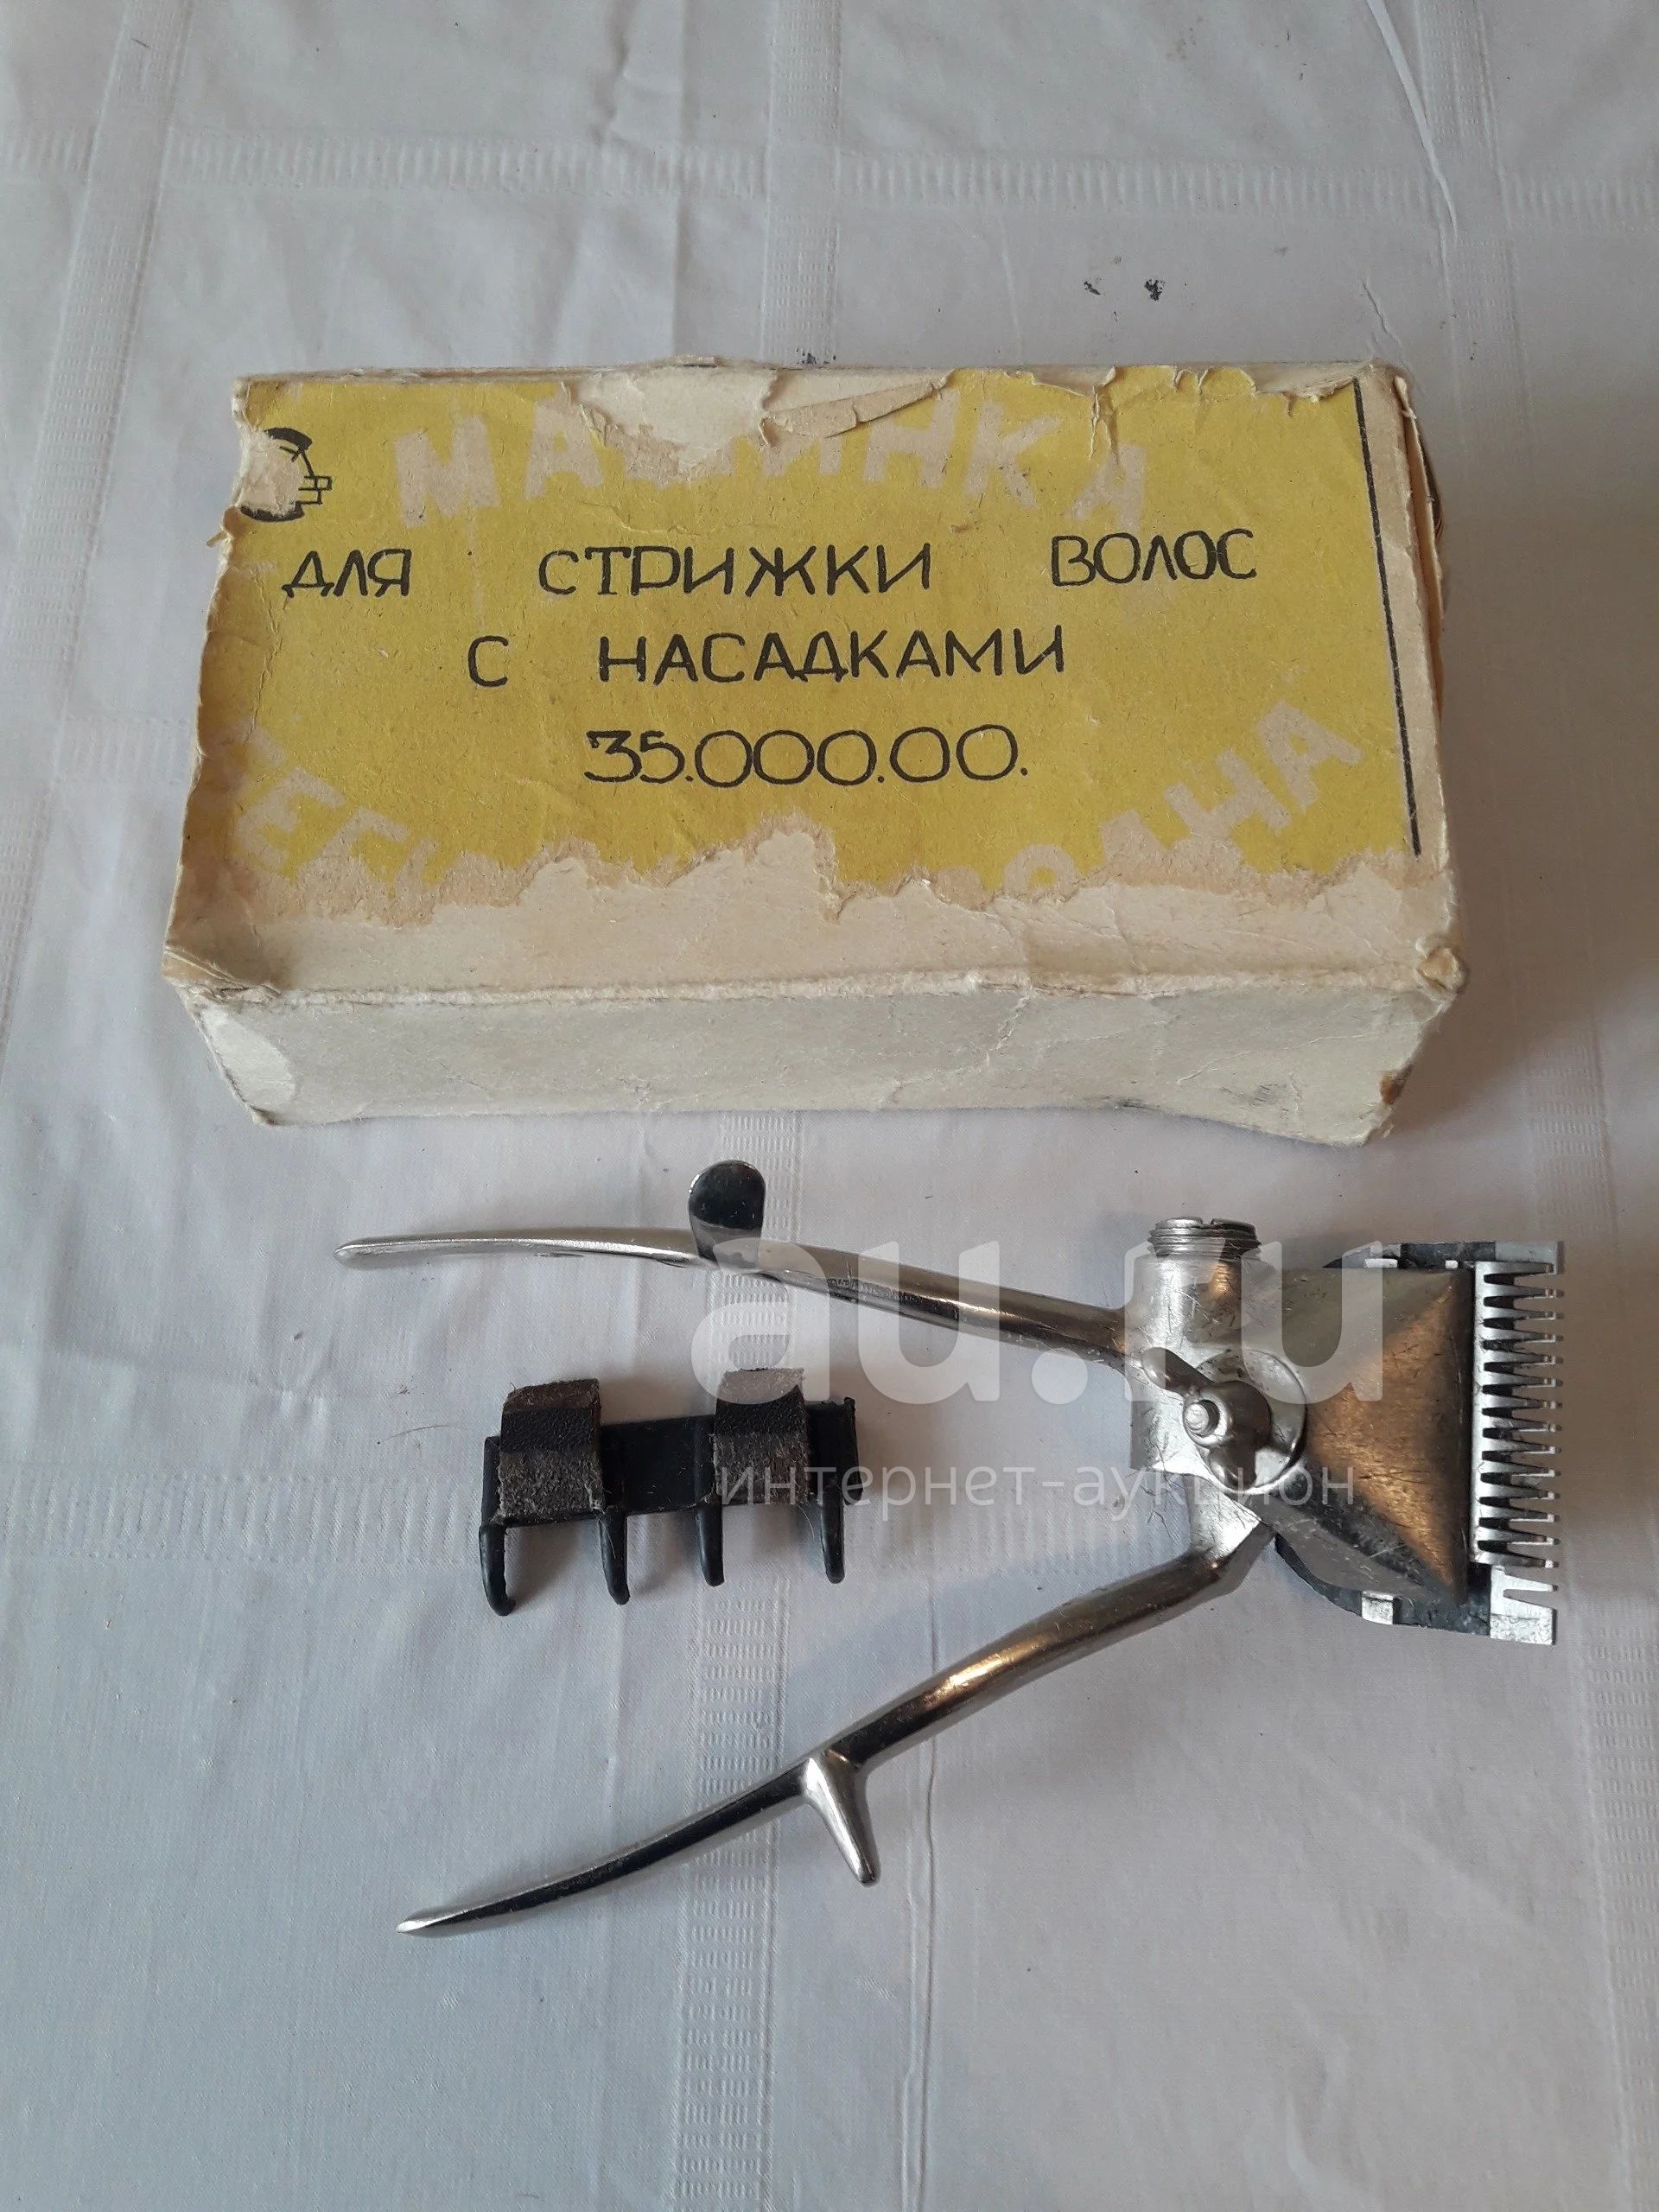 МАШИНКА
ДЛЯ СТРИЖКИ ВОЛОС
С НАСАДКАМИ
35.000.00.
au.ru
интернет-аукцион